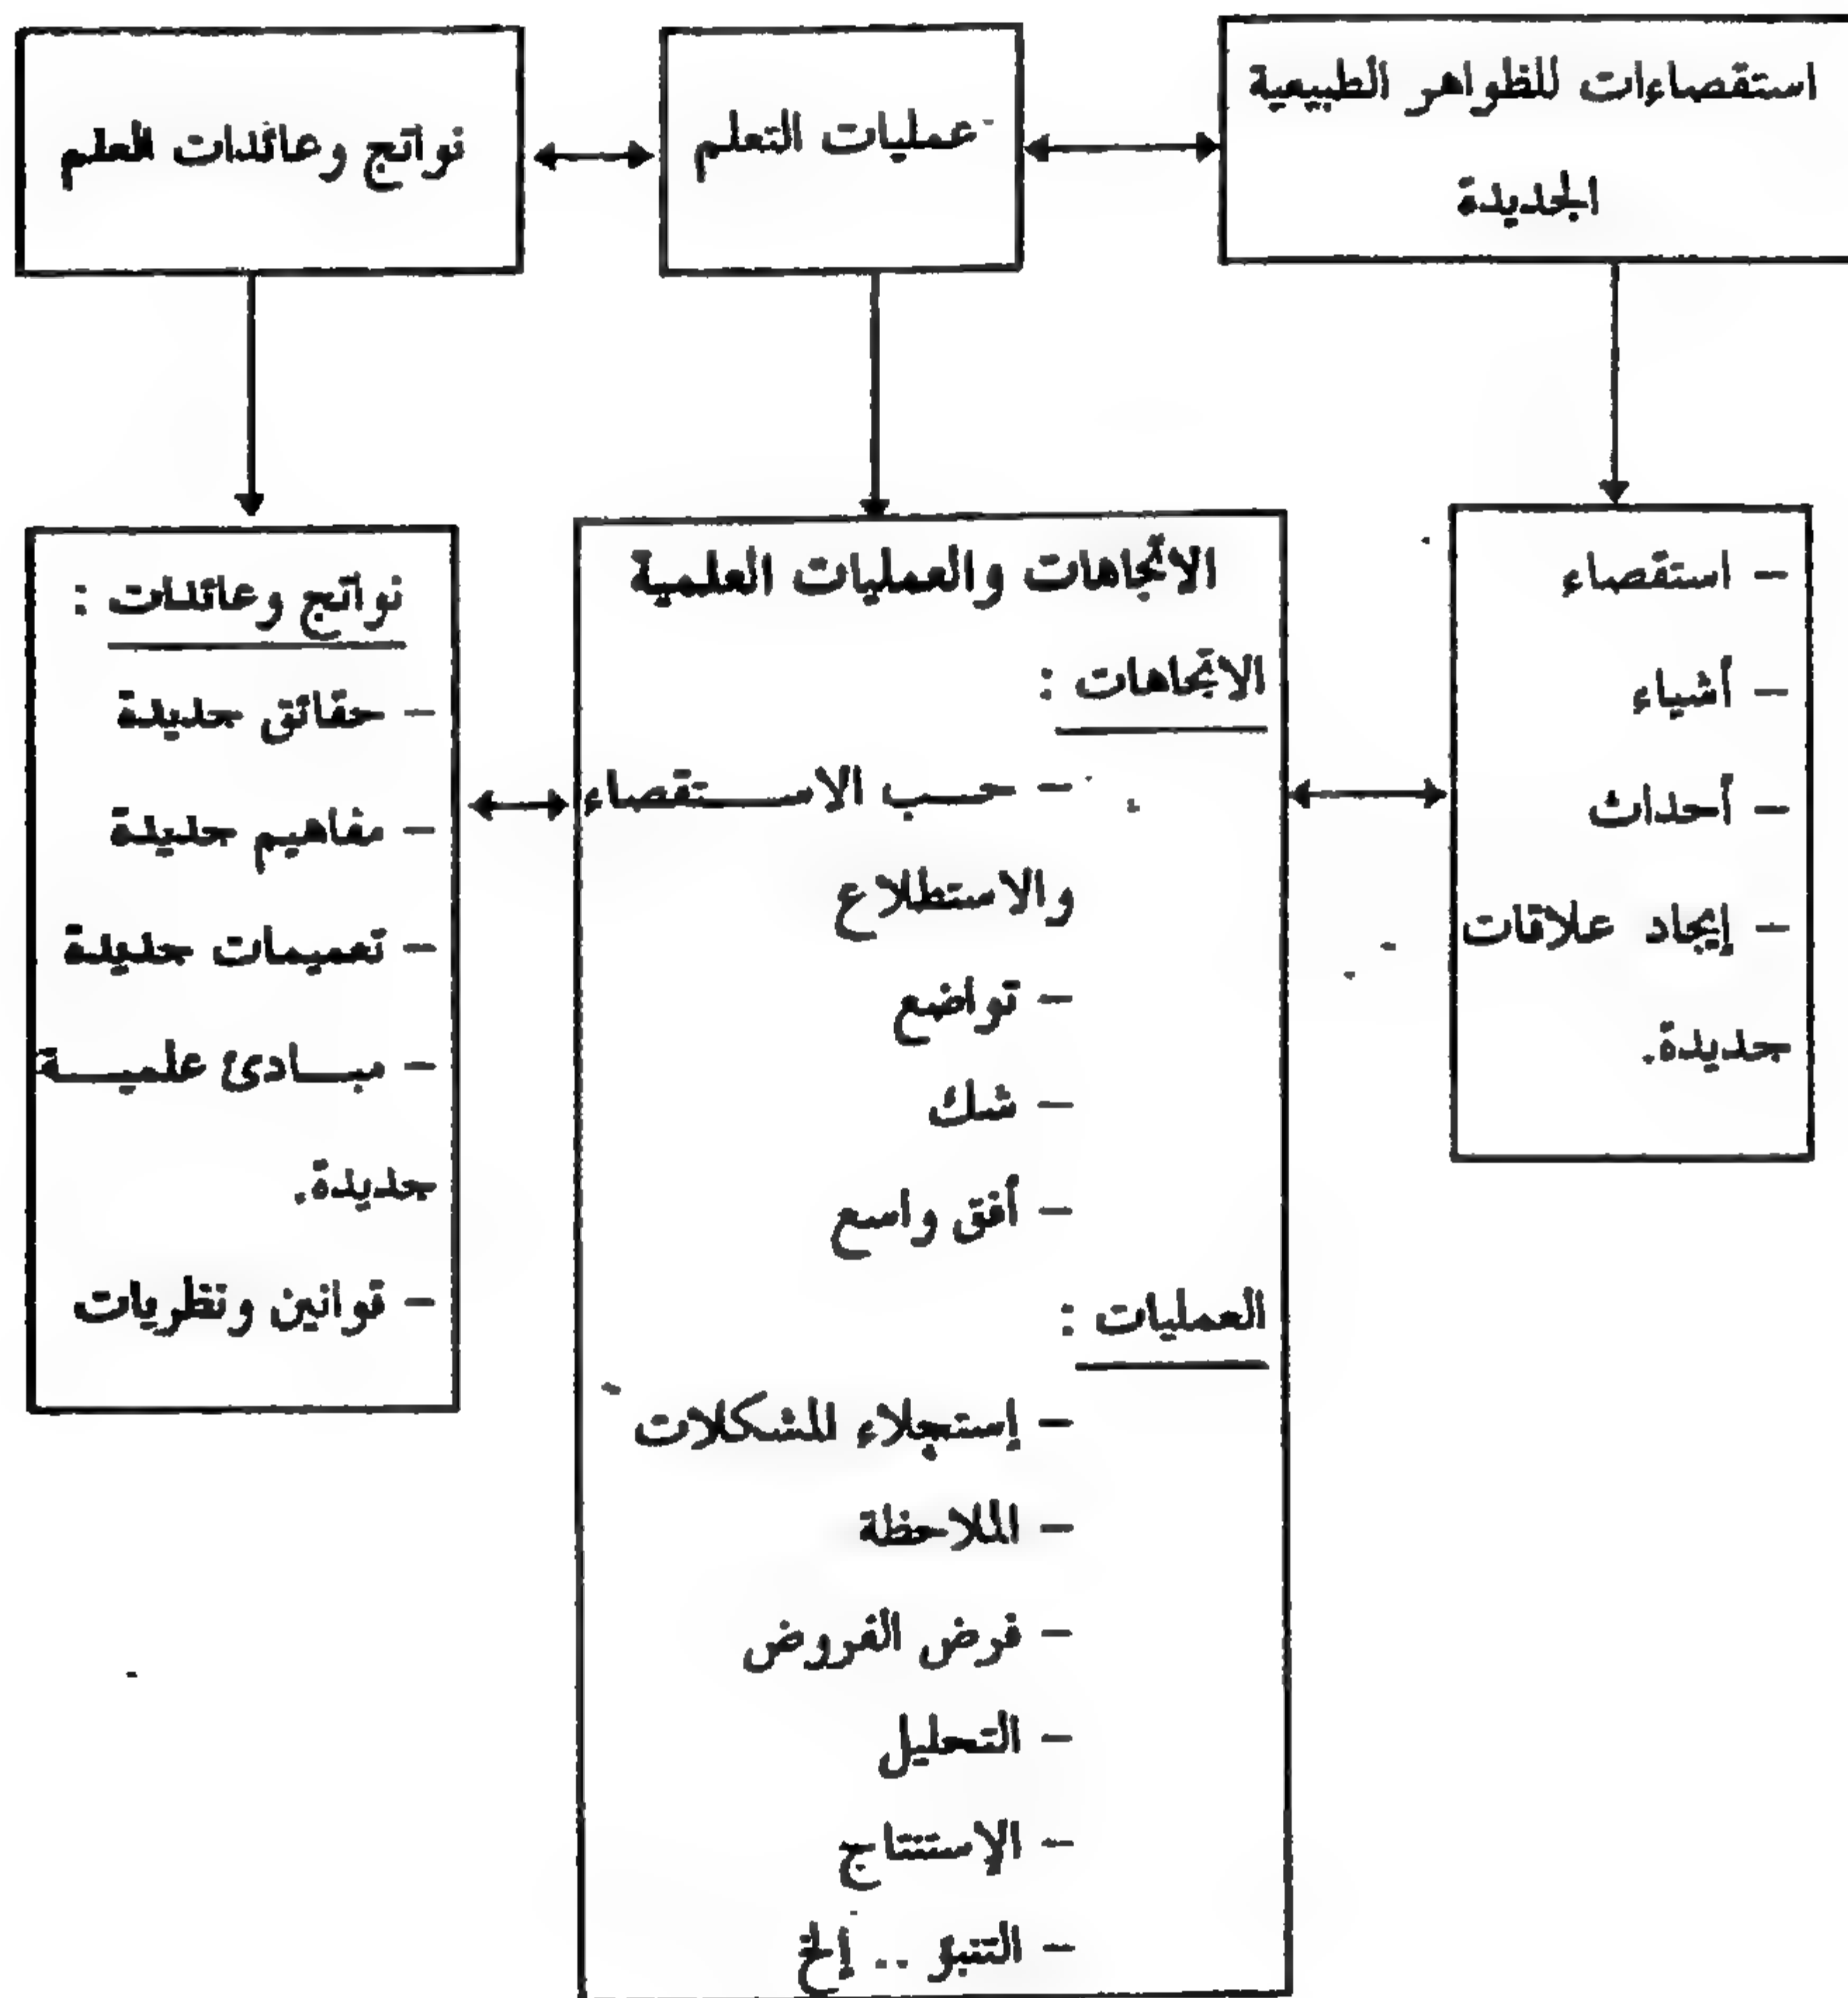 استقصاءات للظواهر الطبيعية
الجديدة
عمليات التعلم
نواتج وعائدات العلم
– استقصاء
– أشياء
– أحداث
– إيجاد علاقات
جديدة.
الاتجاهات والعمليات العلمية
الاتجاهات :
– حب الاستقصاء
والاستطلاع
– تواضع
– شك
– أفق واسع
العمليات :
– إستجلاء للشكلات
– الملاحظة
– فرض الفروض
– التحليل
– الإستنتاج
– التنبؤ .. إلخ
نواتج وعائدات :
– حقائق جديدة
– مفاهيم جديدة
– تعميمات جديدة
– مبادئ علمية
جديدة.
– قوانين ونظريات